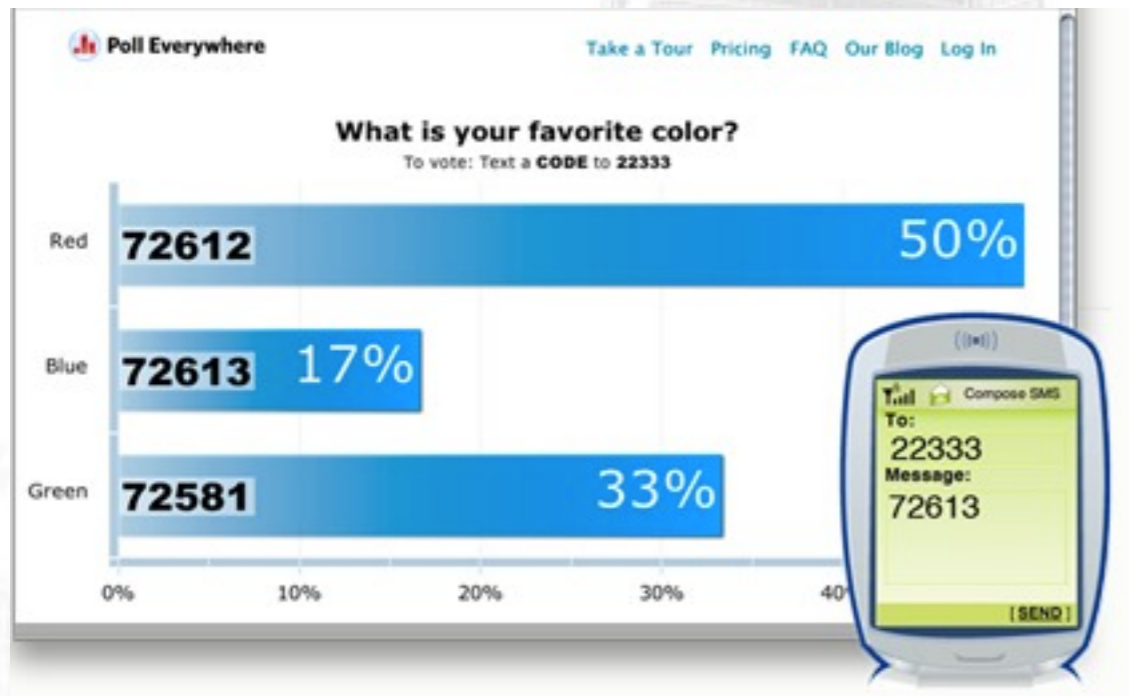 Poll Everywhere
Take a Tour Pricing FAQ Our Blog Log In
What is your favorite color?
To vote: Text a CODE to 22333
Red 72612 50%
Blue 72613 17%
Green 72581 33%
0% 10% 20% 30%
Compose SMS
To:
22333
Message:
72613
[SEND]